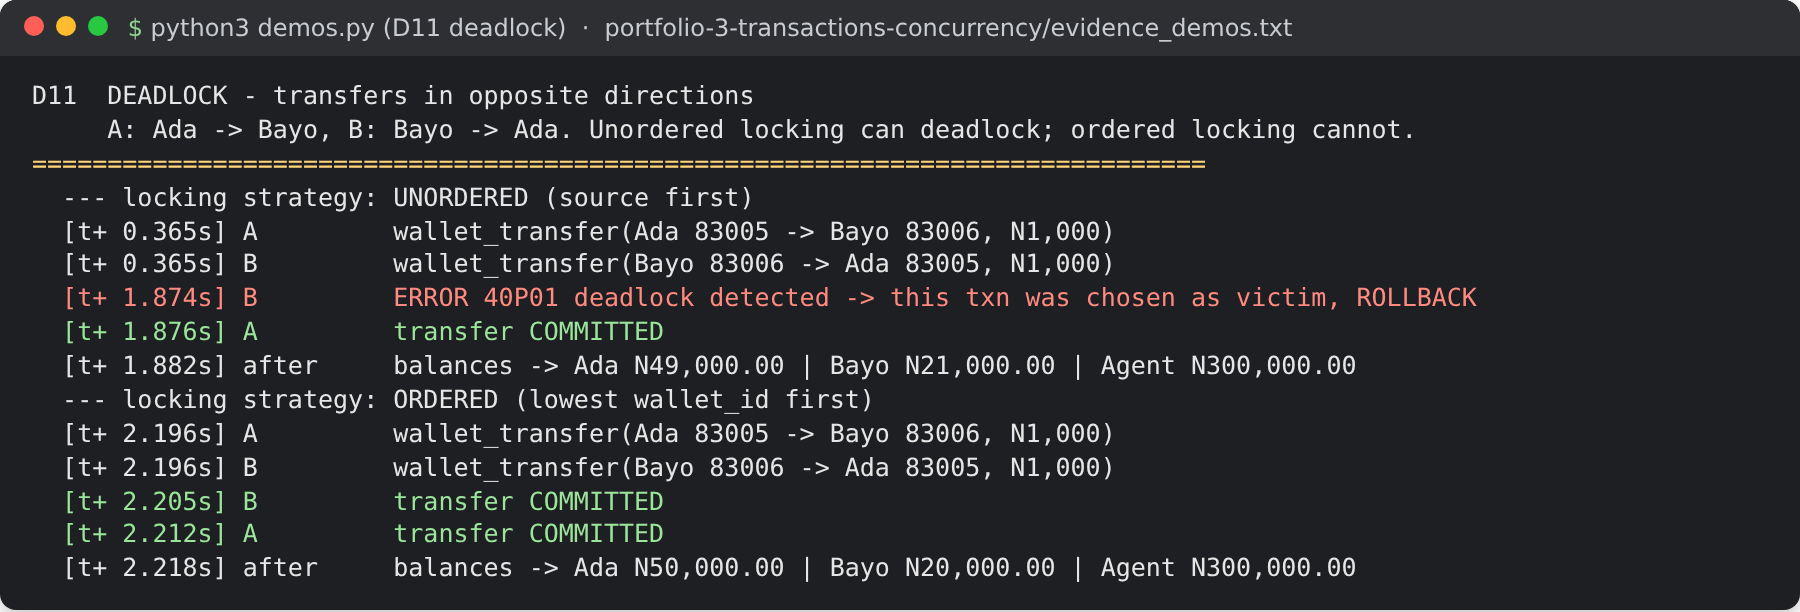 $ python3 demos.py (D11 deadlock) · portfolio-3-transactions-concurrency/evidence_demos.txt
D11  DEADLOCK - transfers in opposite directions
     A: Ada -> Bayo, B: Bayo -> Ada. Unordered locking can deadlock; ordered locking cannot.
==============================================================================
  --- locking strategy: UNORDERED (source first)
  [t+ 0.365s] A         wallet_transfer(Ada 83005 -> Bayo 83006, N1,000)
  [t+ 0.365s] B         wallet_transfer(Bayo 83006 -> Ada 83005, N1,000)
  [t+ 1.874s] B         ERROR 40P01 deadlock detected -> this txn was chosen as victim, ROLLBACK
  [t+ 1.876s] A         transfer COMMITTED
  [t+ 1.882s] after     balances -> Ada N49,000.00 | Bayo N21,000.00 | Agent N300,000.00
  --- locking strategy: ORDERED (lowest wallet_id first)
  [t+ 2.196s] A         wallet_transfer(Ada 83005 -> Bayo 83006, N1,000)
  [t+ 2.196s] B         wallet_transfer(Bayo 83006 -> Ada 83005, N1,000)
  [t+ 2.205s] B         transfer COMMITTED
  [t+ 2.212s] A         transfer COMMITTED
  [t+ 2.218s] after     balances -> Ada N50,000.00 | Bayo N20,000.00 | Agent N300,000.00